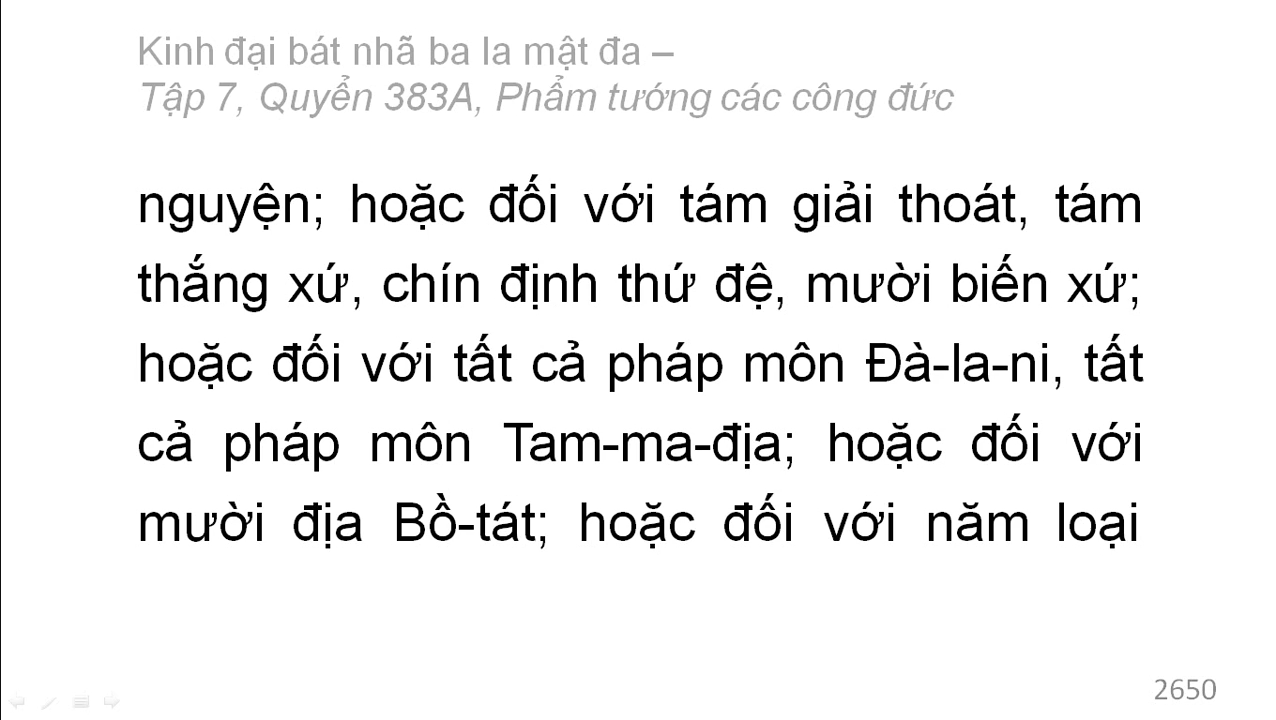 Kinh đại bát nhã ba la mật đa –
Tập 7, Quyển 383A, Phẩm tướng các công đức
nguyện; hoặc đối với tám giải thoát, tám
thắng xứ, chín định thứ đệ, mười biến xứ;
hoặc đối với tất cả pháp môn Đà-la-ni, tất
cả pháp môn Tam-ma-địa; hoặc đối với
mười địa Bồ-tát; hoặc đối với năm loại
2650